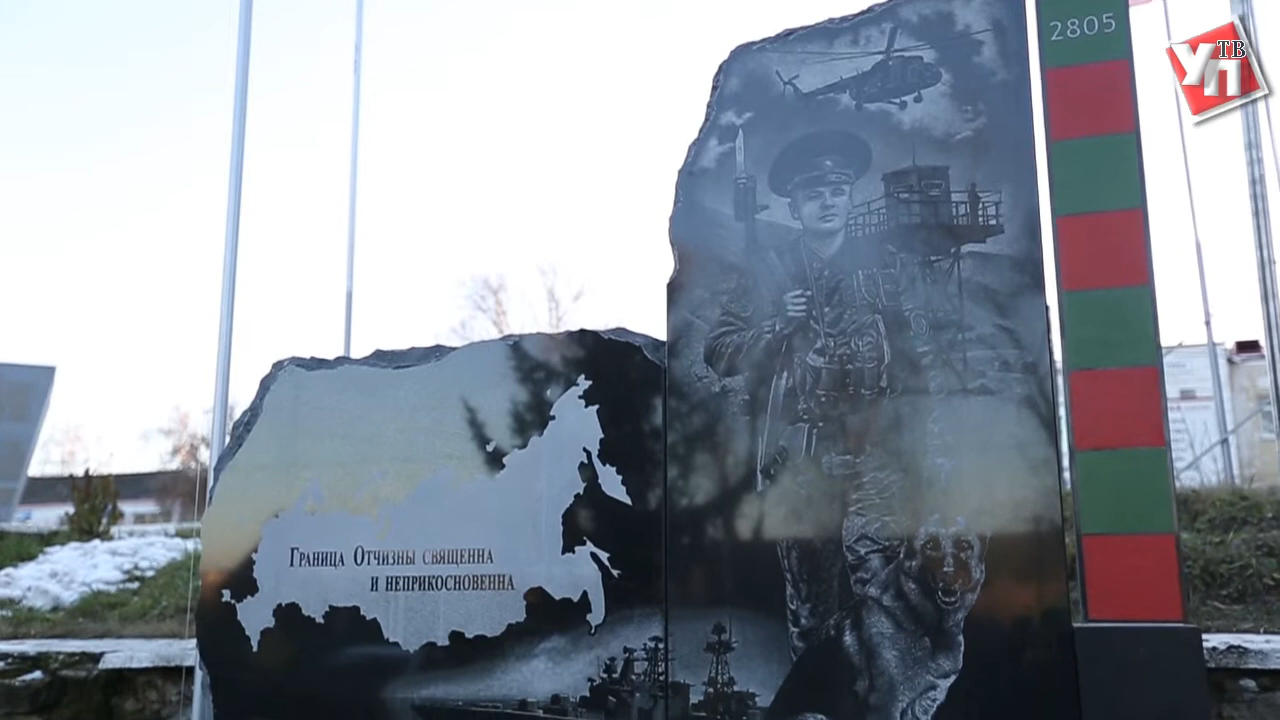 2805
УП
ТВ
Граница Отчизны священна
и неприкосновенна